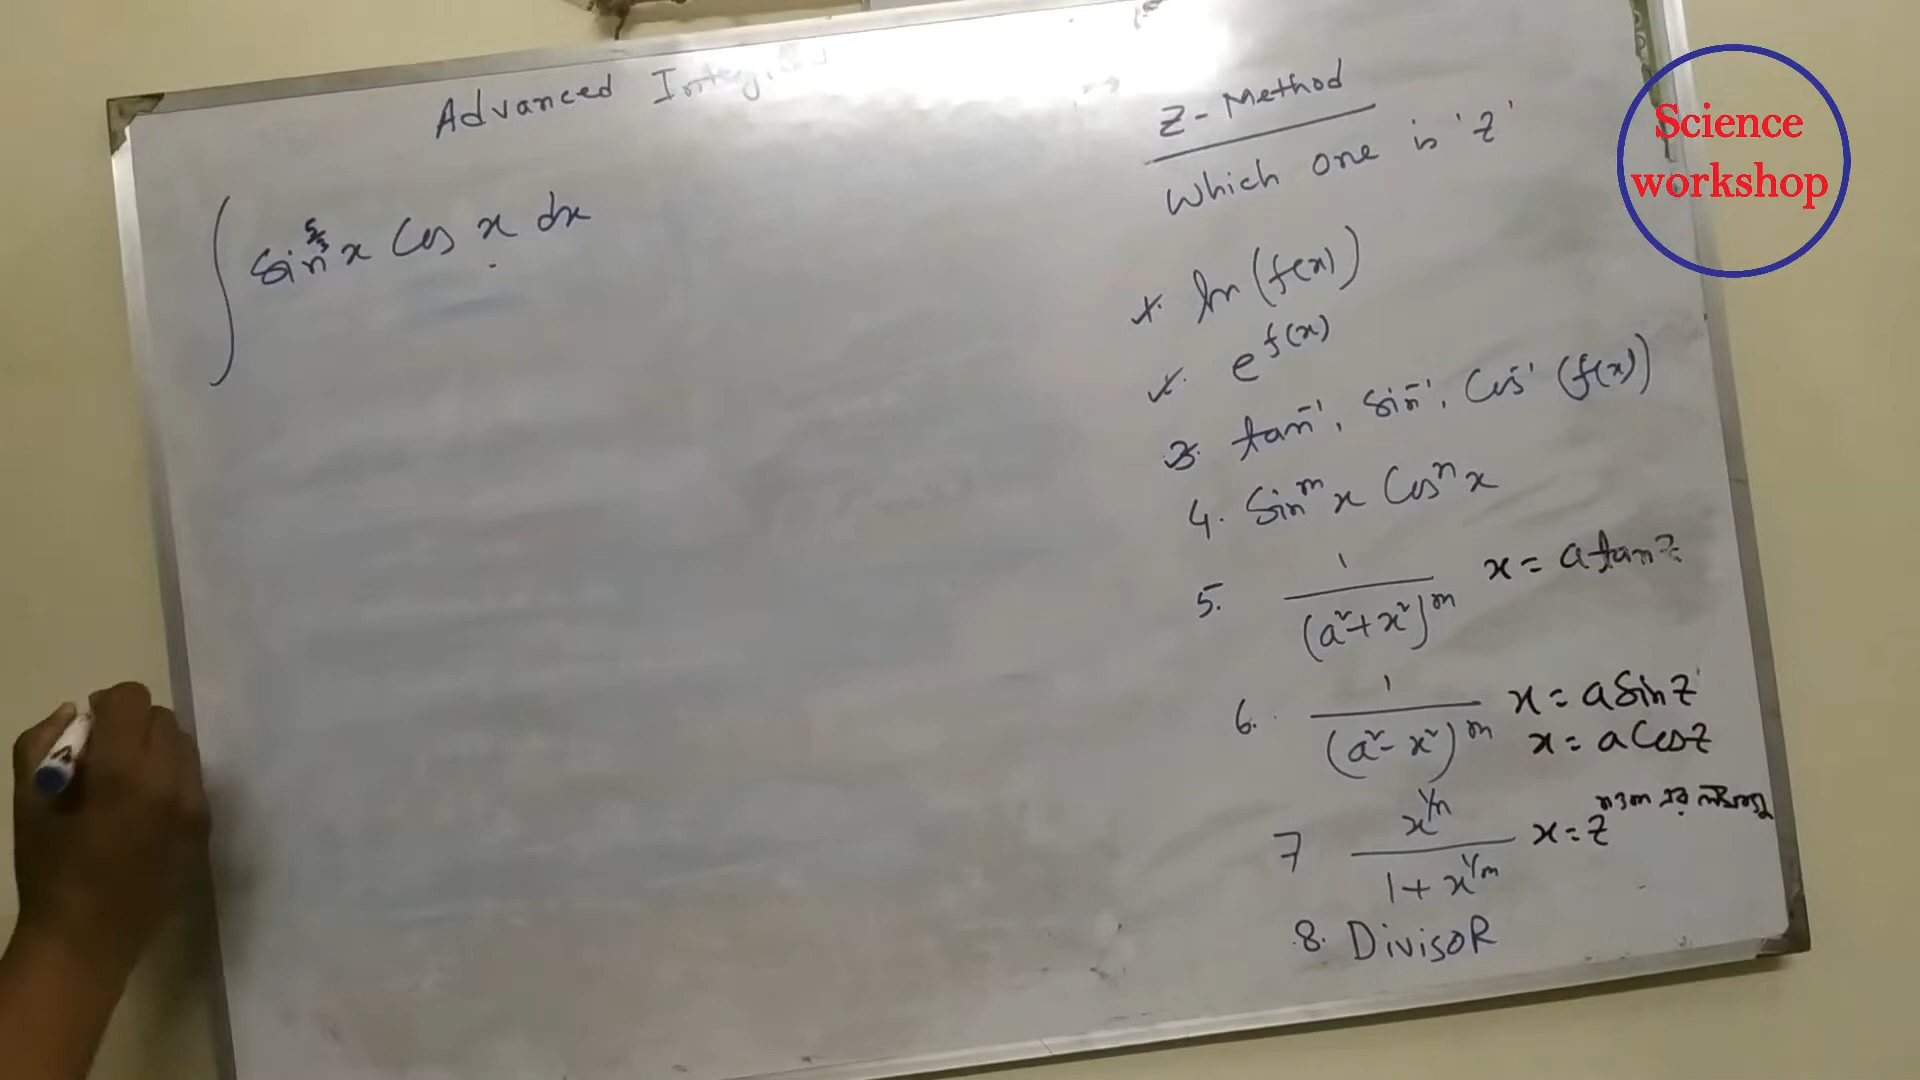 Advanced
∫ sin^{5/3} x cos x dx
Z - Method
Which one is 'z'
1. ln (f(x))
2. e^{f(x)}
3. tan⁻¹, sin⁻¹, cos⁻¹ (f(x))
4. sin^m x cos^n x
5. 1/(a²+x²)^m x = a tan z
6. 1/(a²-x²)^m x = a sin z
x = a cos z
7 x^{1/n}/(1+x^{1/m}) x = z^{n ও m এর লসাগু}
8. DivisoR
Science
workshop